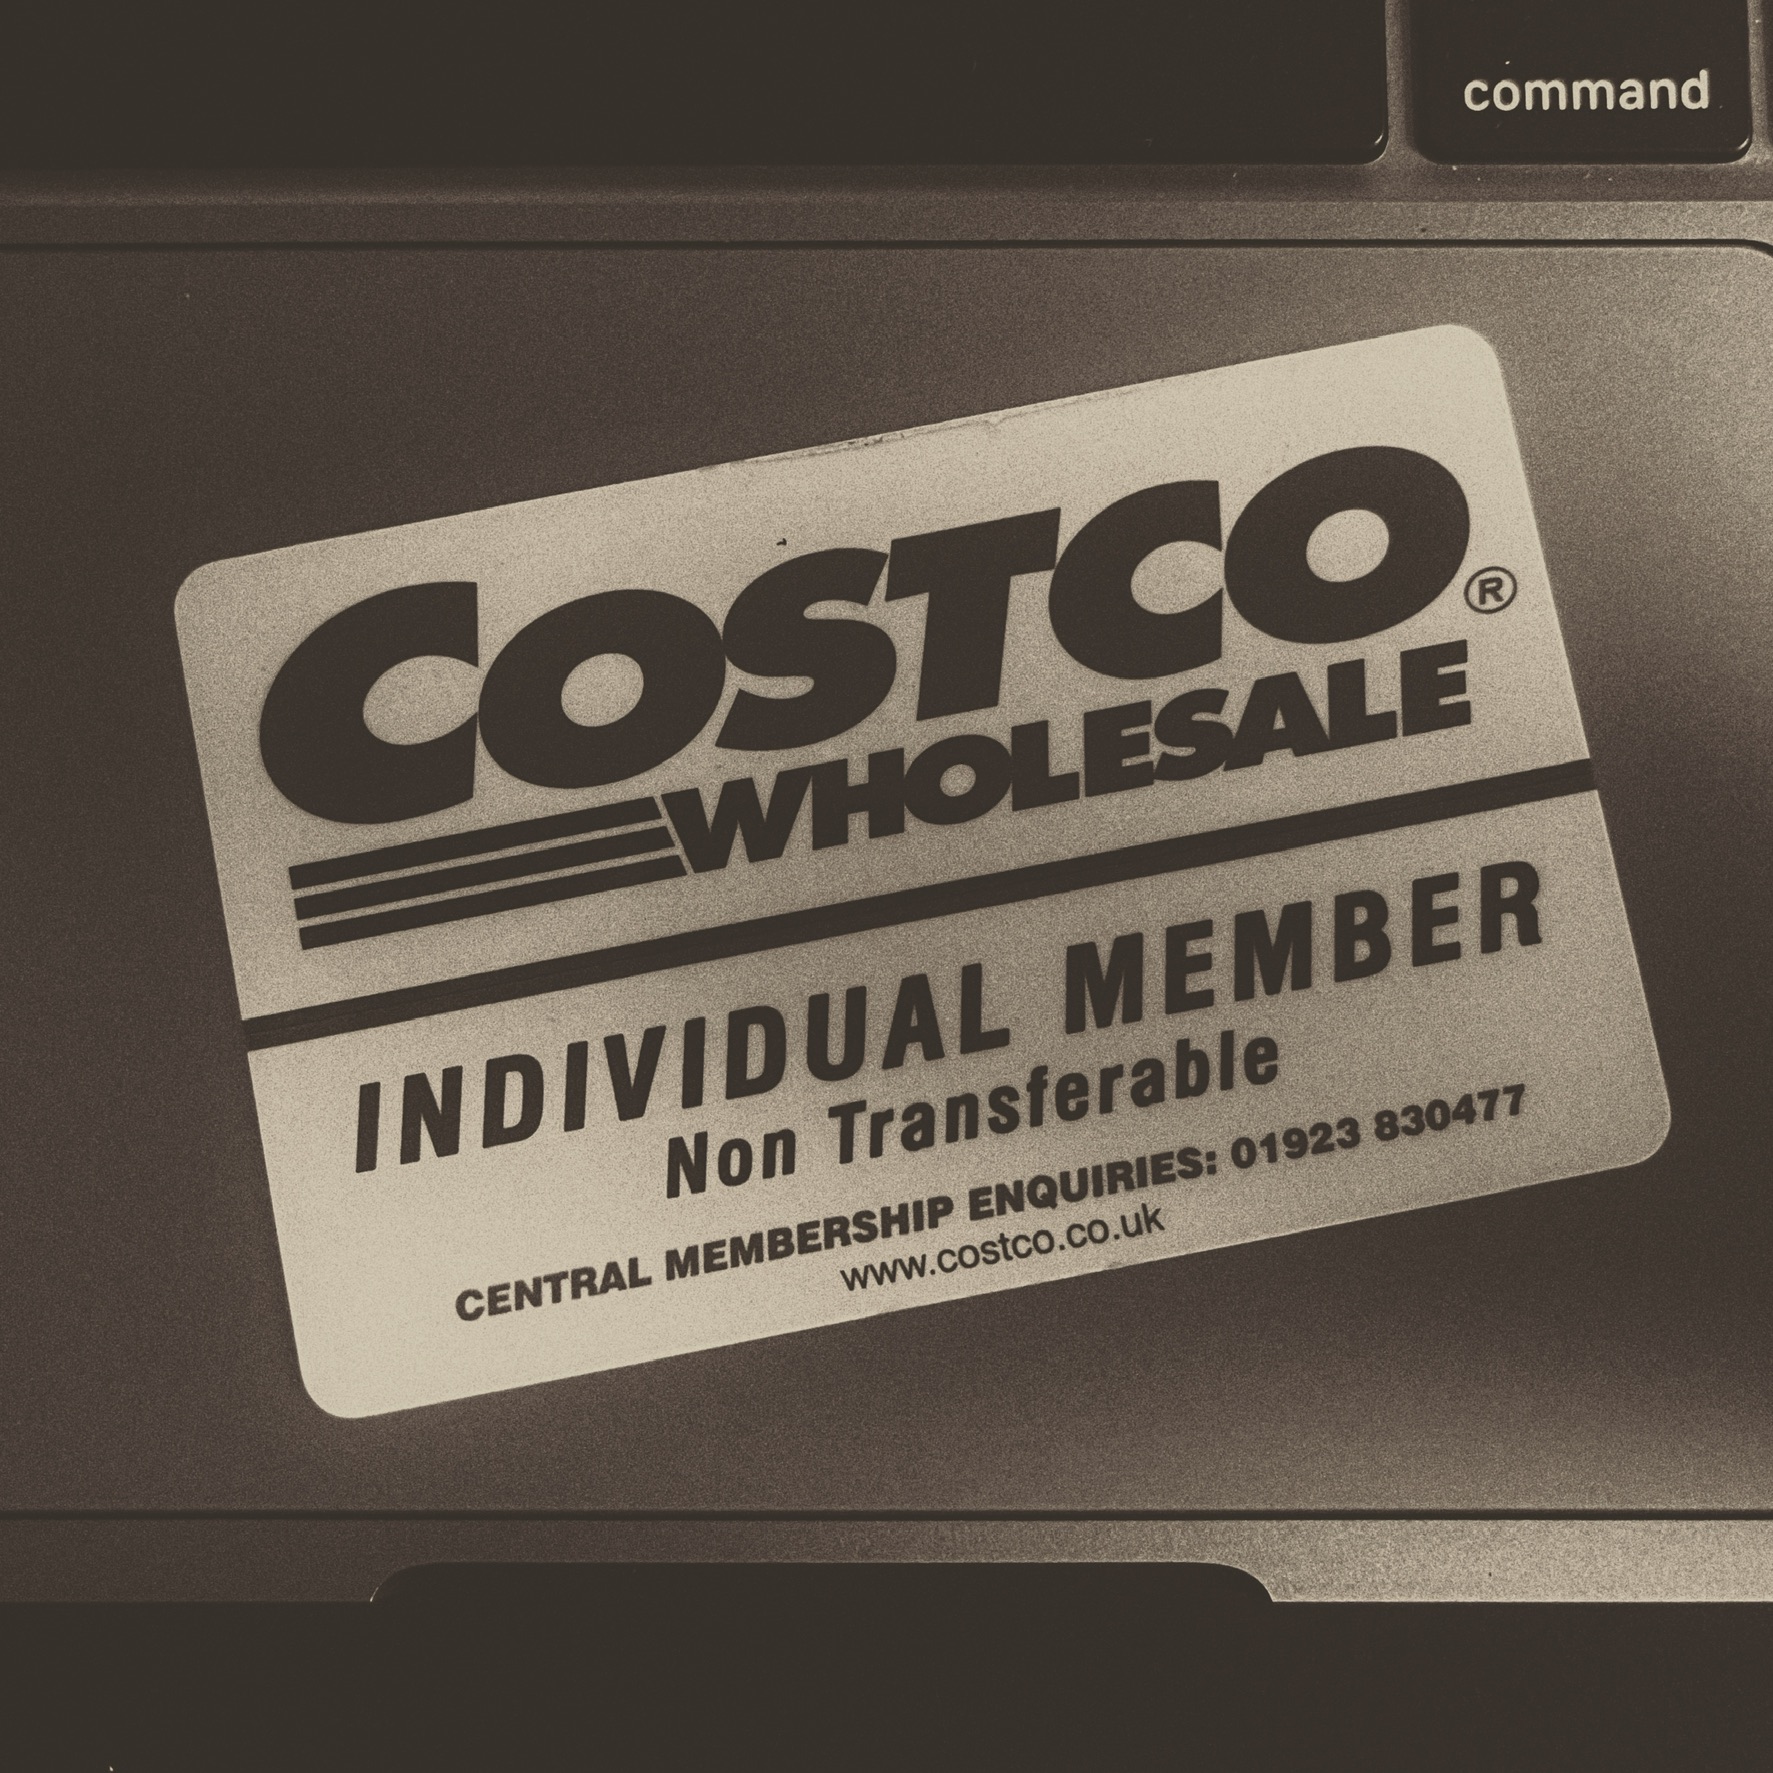 command
COSTCO®
WHOLESALE
INDIVIDUAL MEMBER
Non Transferable
CENTRAL MEMBERSHIP ENQUIRIES: 01923 830477
www.costco.co.uk